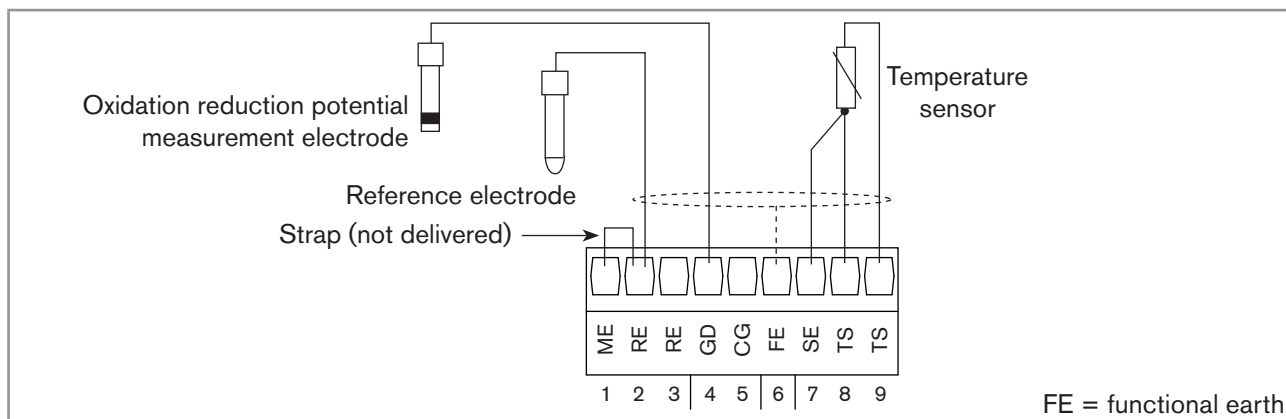 Oxidation reduction potential
measurement electrode
Temperature
sensor
Reference electrode
Strap (not delivered)
ME RE RE GD CG FE SE TS TS
1 2 3 4 5 6 7 8 9
FE = functional earth